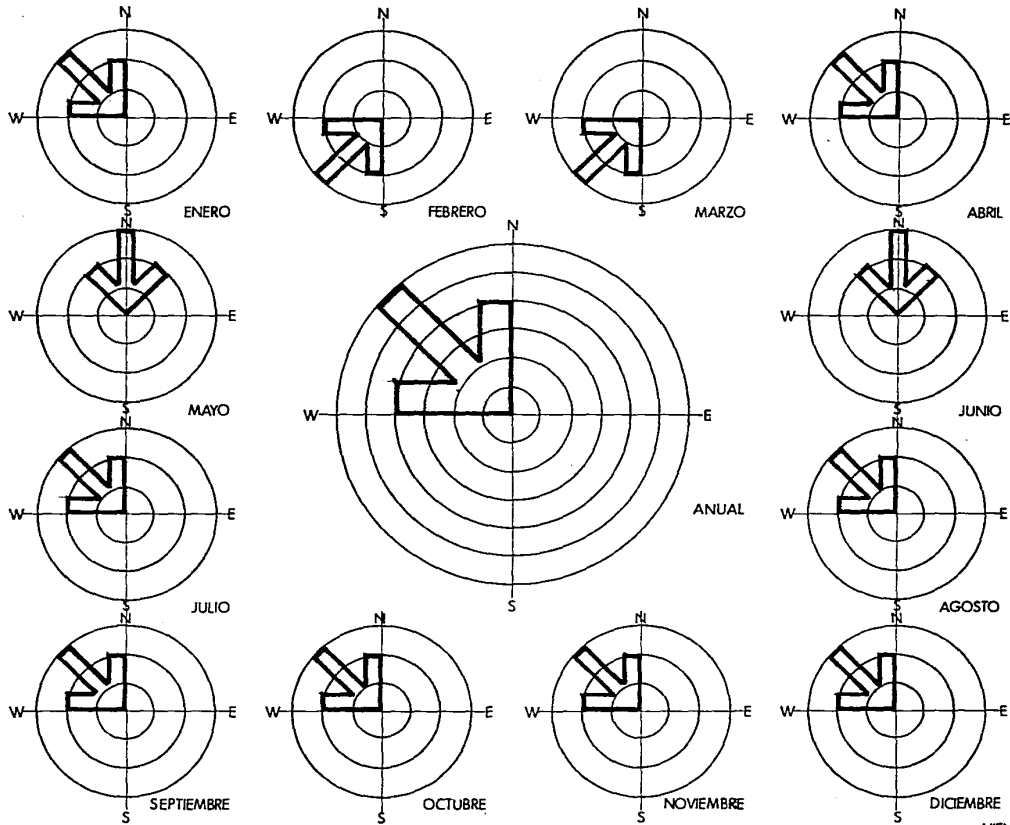 N N N N
W E W E W E W E
S ENERO S FEBRERO S MARZO S ABRIL
N N N
W E W E
S MAYO S JUNIO
N W E N
W E ANUAL W E
S JULIO S S AGOSTO
N N N N
W E W E W E W E
S SEPTIEMBRE S OCTUBRE S NOVIEMBRE S DICIEMBRE